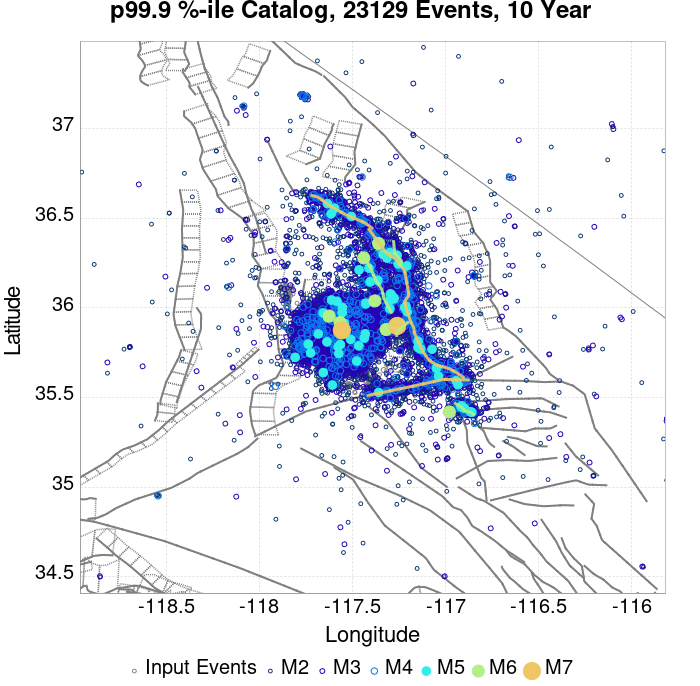 p99.9 %-ile Catalog, 23129 Events, 10 Year
37
36.5
36
35.5
35
34.5
Latitude
-118.5 -118 -117.5 -117 -116.5 -116
Longitude
Input Events M2 M3 M4 M5 M6 M7